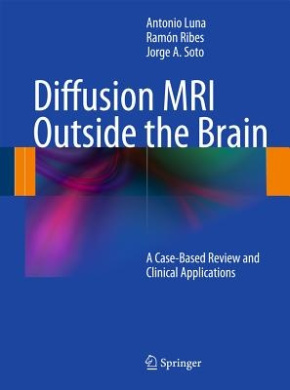 Antonio Luna
Ramón Ribes
Jorge A. Soto
Diffusion MRI
Outside the Brain
A Case-Based Review and
Clinical Applications
Springer